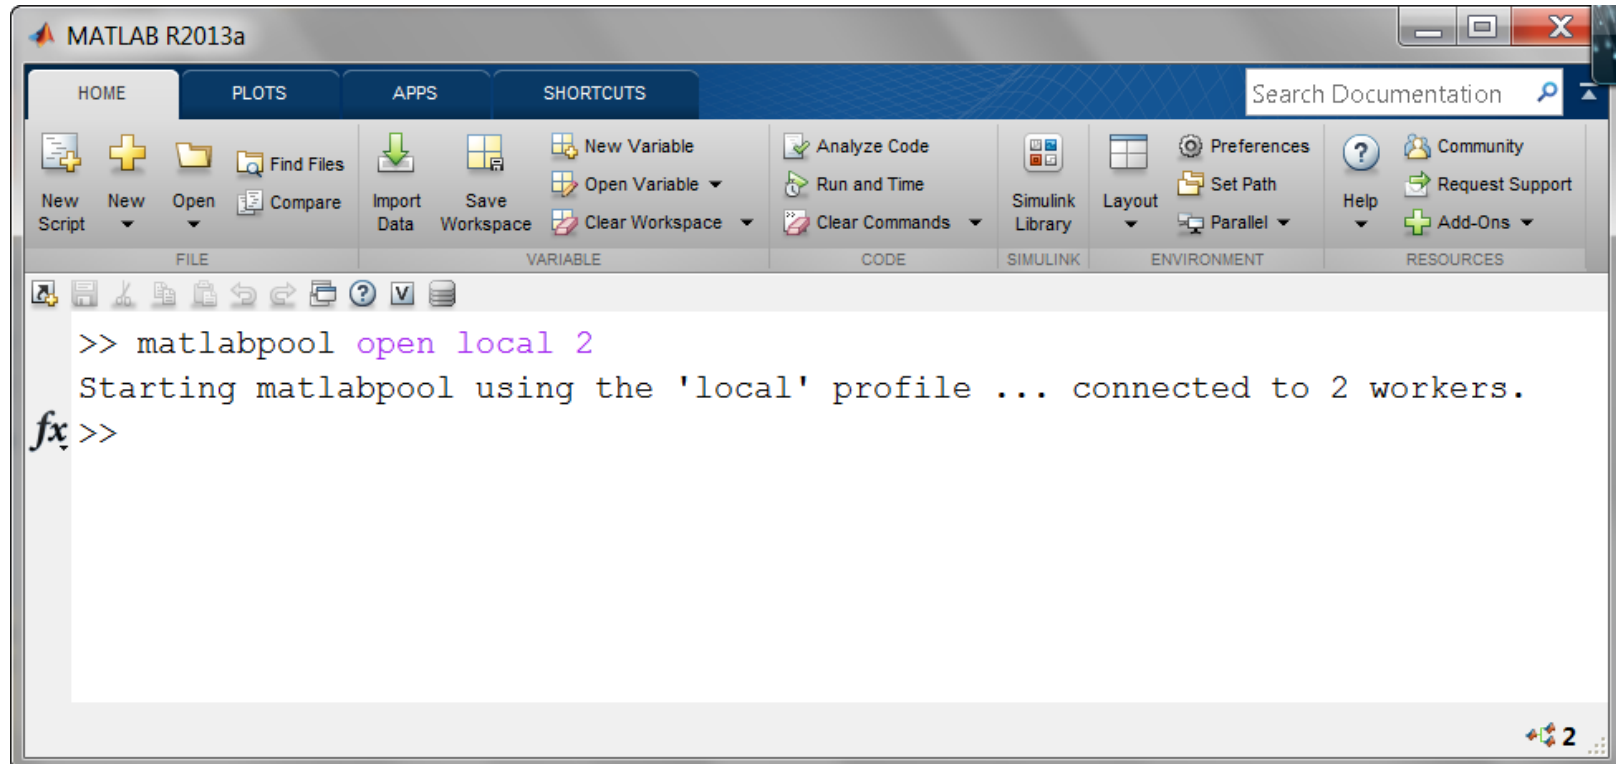 MATLAB R2013a
HOME PLOTS APPS SHORTCUTS Search Documentation
New Script
New
Open
Find Files
Compare
FILE
Import Data
Save Workspace
New Variable
Open Variable
Clear Workspace
VARIABLE
Analyze Code
Run and Time
Clear Commands
CODE
Simulink Library
SIMULINK
Layout
Preferences
Set Path
Parallel
ENVIRONMENT
Help
Community
Request Support
Add-Ons
RESOURCES
>> matlabpool open local 2
Starting matlabpool using the 'local' profile ... connected to 2 workers.
fx >>
2